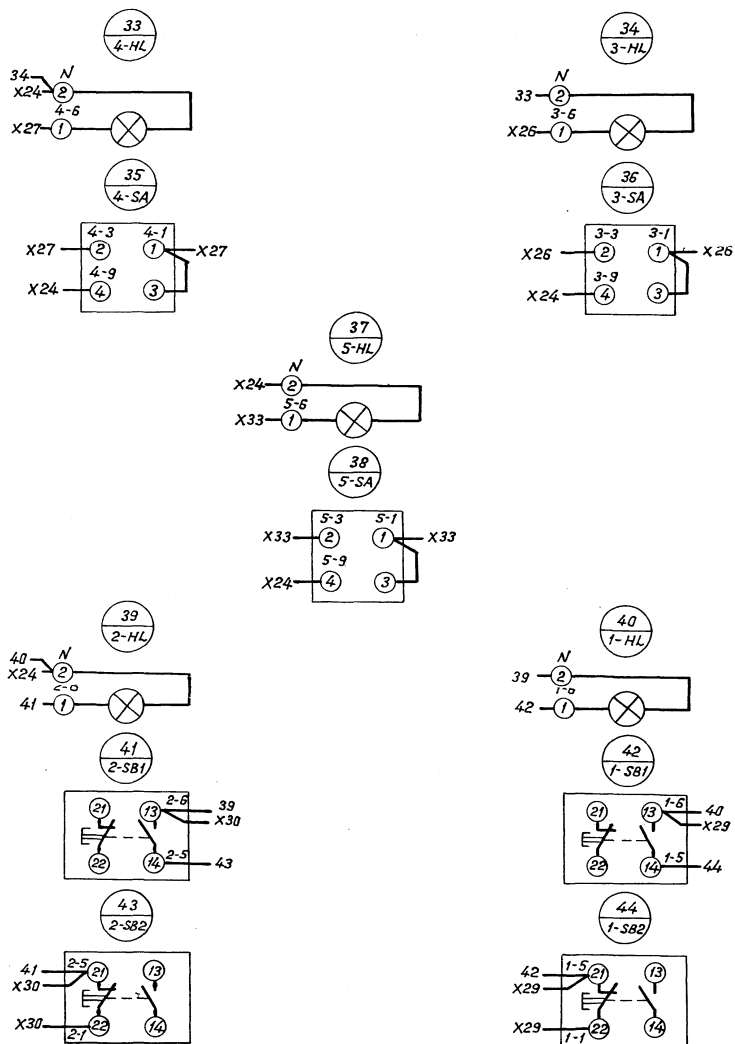 33
4-HL
34
X24
N
2
4-6
X27
1
34
3-HL
N
33
2
3-6
X26
1
35
4-SA
4-3
4-1
X27
2
1
X27
4-9
X24
4
3
36
3-SA
3-3
3-1
X26
2
1
X26
3-9
X24
4
3
37
5-HL
N
X24
2
5-6
X33
1
38
5-SA
5-3
5-1
X33
2
1
X33
5-9
X24
4
3
39
2-HL
40
X24
N
2
41
1
40
1-HL
N
39
2
42
1
41
2-SB1
21
13
2-6
39
X30
22
14
2-5
43
42
1-SB1
21
13
1-6
40
X29
22
14
1-5
44
43
2-SB2
41
X30
2-5
21
13
X30
22
14
2-1
44
1-SB2
42
X29
1-5
21
13
X29
22
14
1-1